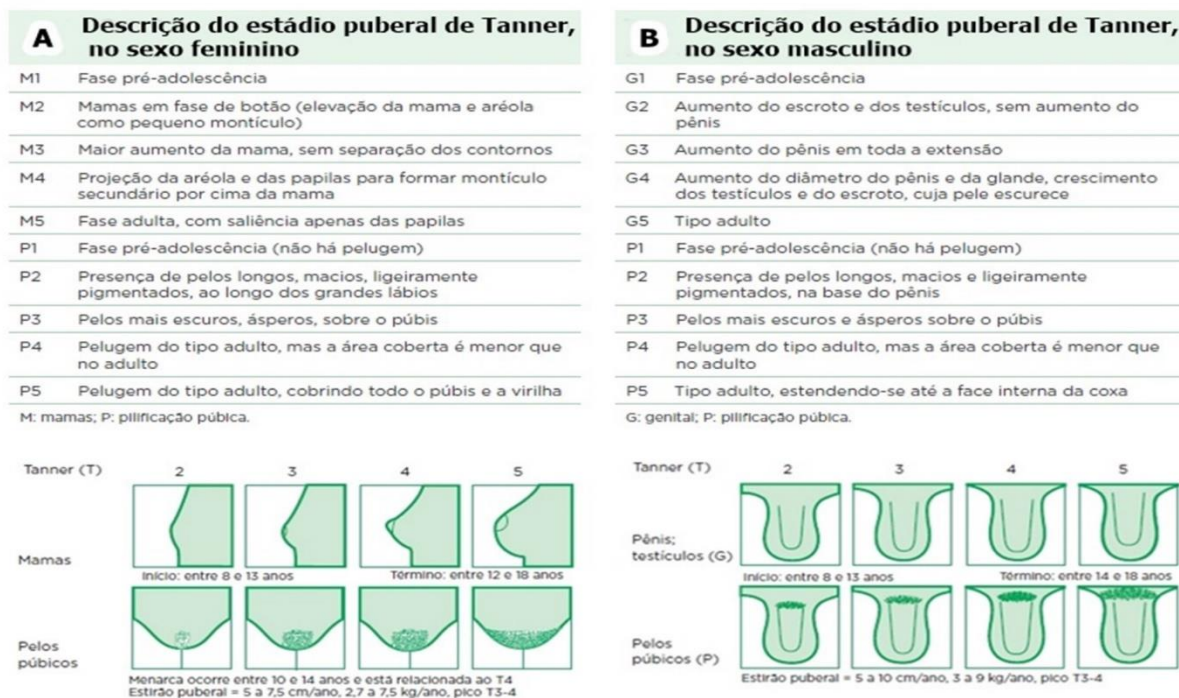 A
Descrição do estádio puberal de Tanner,
no sexo feminino
M1 Fase pré-adolescência
M2 Mamas em fase de botão (elevação da mama e aréola
como pequeno montículo)
M3 Maior aumento da mama, sem separação dos contornos
M4 Projeção da aréola e das papilas para formar montículo
secundário por cima da mama
M5 Fase adulta, com saliência apenas das papilas
P1 Fase pré-adolescência (não há pelugem)
P2 Presença de pelos longos, macios, ligeiramente
pigmentados, ao longo dos grandes lábios
P3 Pelos mais escuros, ásperos, sobre o púbis
P4 Pelugem do tipo adulto, mas a área coberta é menor que
no adulto
P5 Pelugem do tipo adulto, cobrindo todo o púbis e a virilha
M: mamas; P: pilificação púbica.
Tanner (T) 2 3 4 5
Mamas
Início: entre 8 e 13 anos Término: entre 12 e 18 anos
Pelos
púbicos
Menarca ocorre entre 10 e 14 anos e está relacionada ao T4
Estirão puberal = 5 a 7,5 cm/ano, 2,7 a 7,5 kg/ano, pico T3-4
B
Descrição do estádio puberal de Tanner,
no sexo masculino
G1 Fase pré-adolescência
G2 Aumento do escroto e dos testículos, sem aumento do
pênis
G3 Aumento do pênis em toda a extensão
G4 Aumento do diâmetro do pênis e da glande, crescimento
dos testículos e do escroto, cuja pele escurece
G5 Tipo adulto
P1 Fase pré-adolescência (não há pelugem)
P2 Presença de pelos longos, macios e ligeiramente
pigmentados, na base do pênis
P3 Pelos mais escuros e ásperos sobre o púbis
P4 Pelugem do tipo adulto, mas a área coberta é menor que
no adulto
P5 Tipo adulto, estendendo-se até a face interna da coxa
G: genital; P: pilificação púbica.
Tanner (T) 2 3 4 5
Pênis;
testículos (G)
Início: entre 8 e 13 anos Término: entre 14 e 18 anos
Pelos
púbicos (P)
Estirão puberal = 5 a 10 cm/ano, 3 a 9 kg/ano, pico T3-4